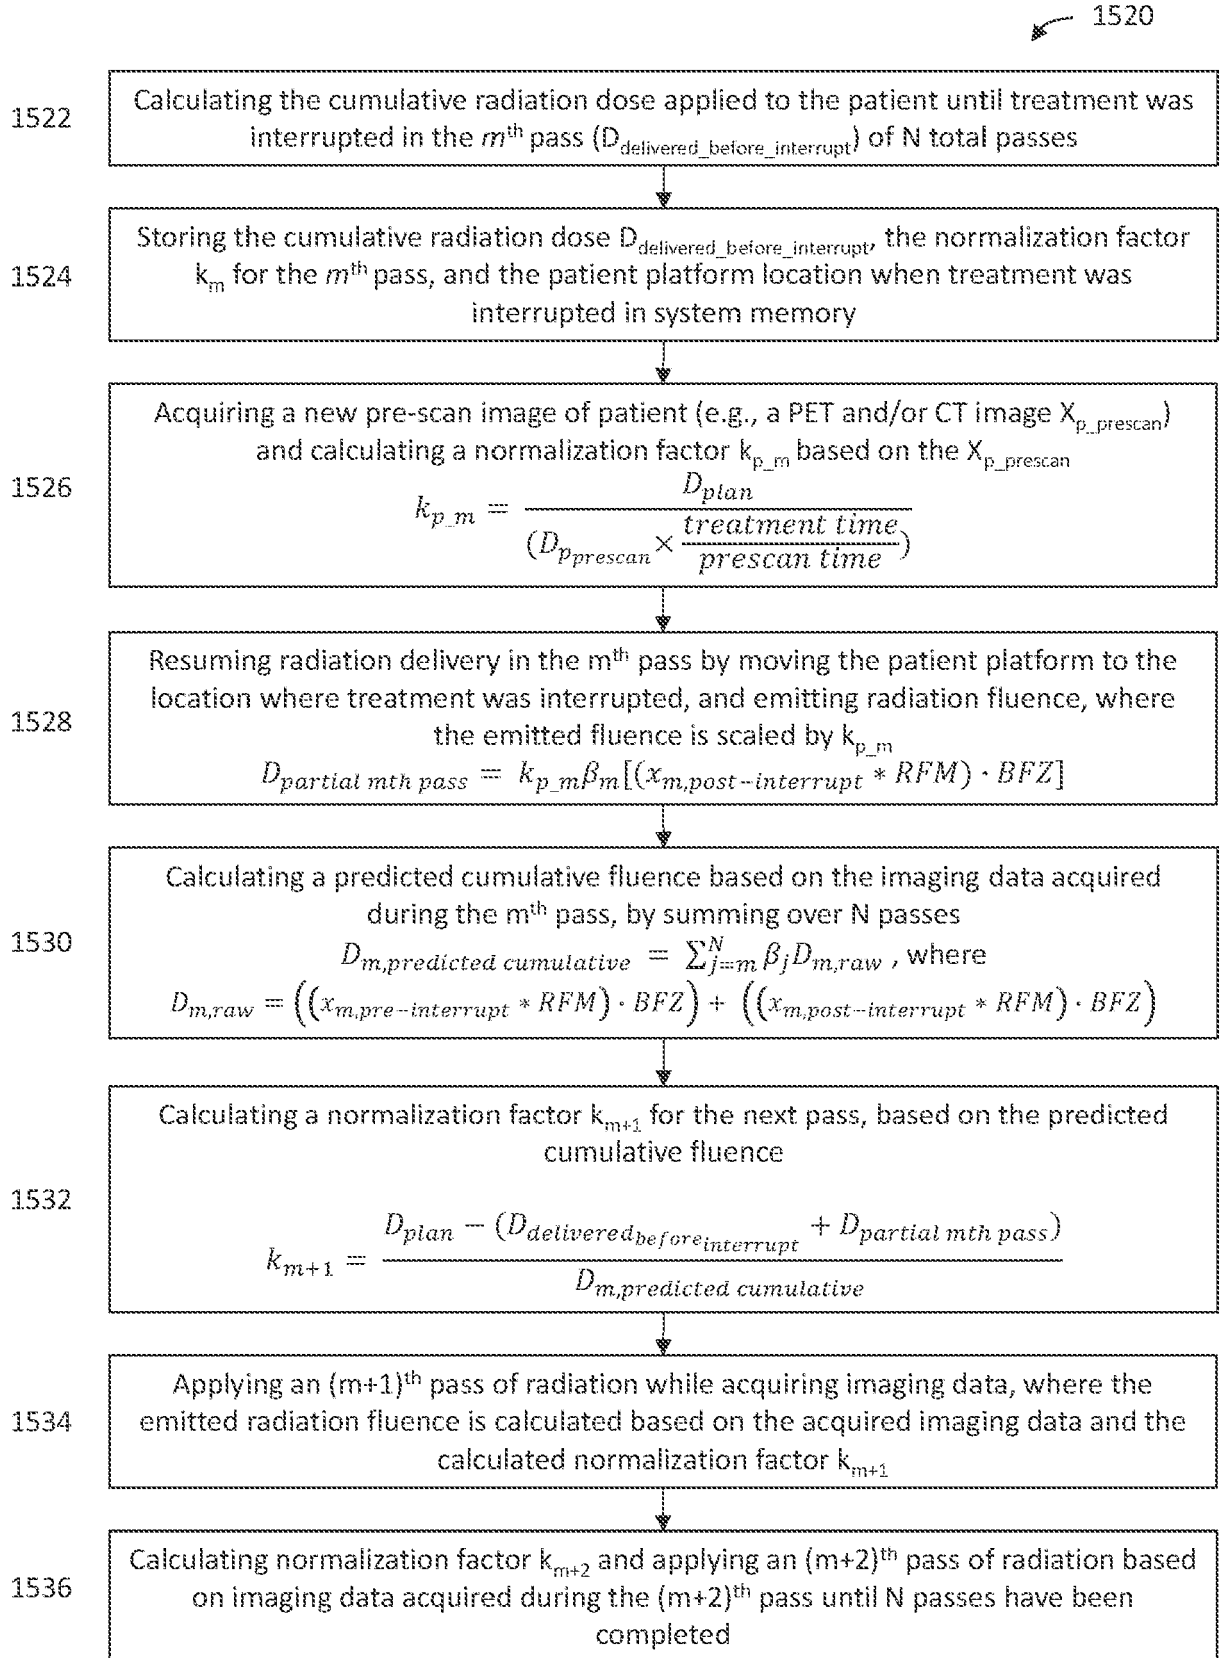 1520
1522
Calculating the cumulative radiation dose applied to the patient until treatment was
interrupted in the mth pass (Ddelivered_before_interrupt) of N total passes
1524
Storing the cumulative radiation dose Ddelivered_before_interrupt, the normalization factor
km for the mth pass, and the patient platform location when treatment was
interrupted in system memory
1526
Acquiring a new pre-scan image of patient (e.g., a PET and/or CT image Xp_prescan)
and calculating a normalization factor kp_m based on the Xp_prescan
kp_m = Dplan / (Dpprescan × treatment time / prescan time)
1528
Resuming radiation delivery in the mth pass by moving the patient platform to the
location where treatment was interrupted, and emitting radiation fluence, where
the emitted fluence is scaled by kp_m
Dpartial mth pass = kp_mβm[(xm,post-interrupt * RFM) · BFZ]
1530
Calculating a predicted cumulative fluence based on the imaging data acquired
during the mth pass, by summing over N passes
Dm,predicted cumulative = ∑Nj=m βjDm,raw , where
Dm,raw = ((xm,pre-interrupt * RFM) · BFZ) + ((xm,post-interrupt * RFM) · BFZ)
1532
Calculating a normalization factor km+1 for the next pass, based on the predicted
cumulative fluence
km+1 = Dplan − (Ddeliveredbeforeinterrupt + Dpartial mth pass) / Dm,predicted cumulative
1534
Applying an (m+1)th pass of radiation while acquiring imaging data, where the
emitted radiation fluence is calculated based on the acquired imaging data and the
calculated normalization factor km+1
1536
Calculating normalization factor km+2 and applying an (m+2)th pass of radiation based
on imaging data acquired during the (m+2)th pass until N passes have been
completed